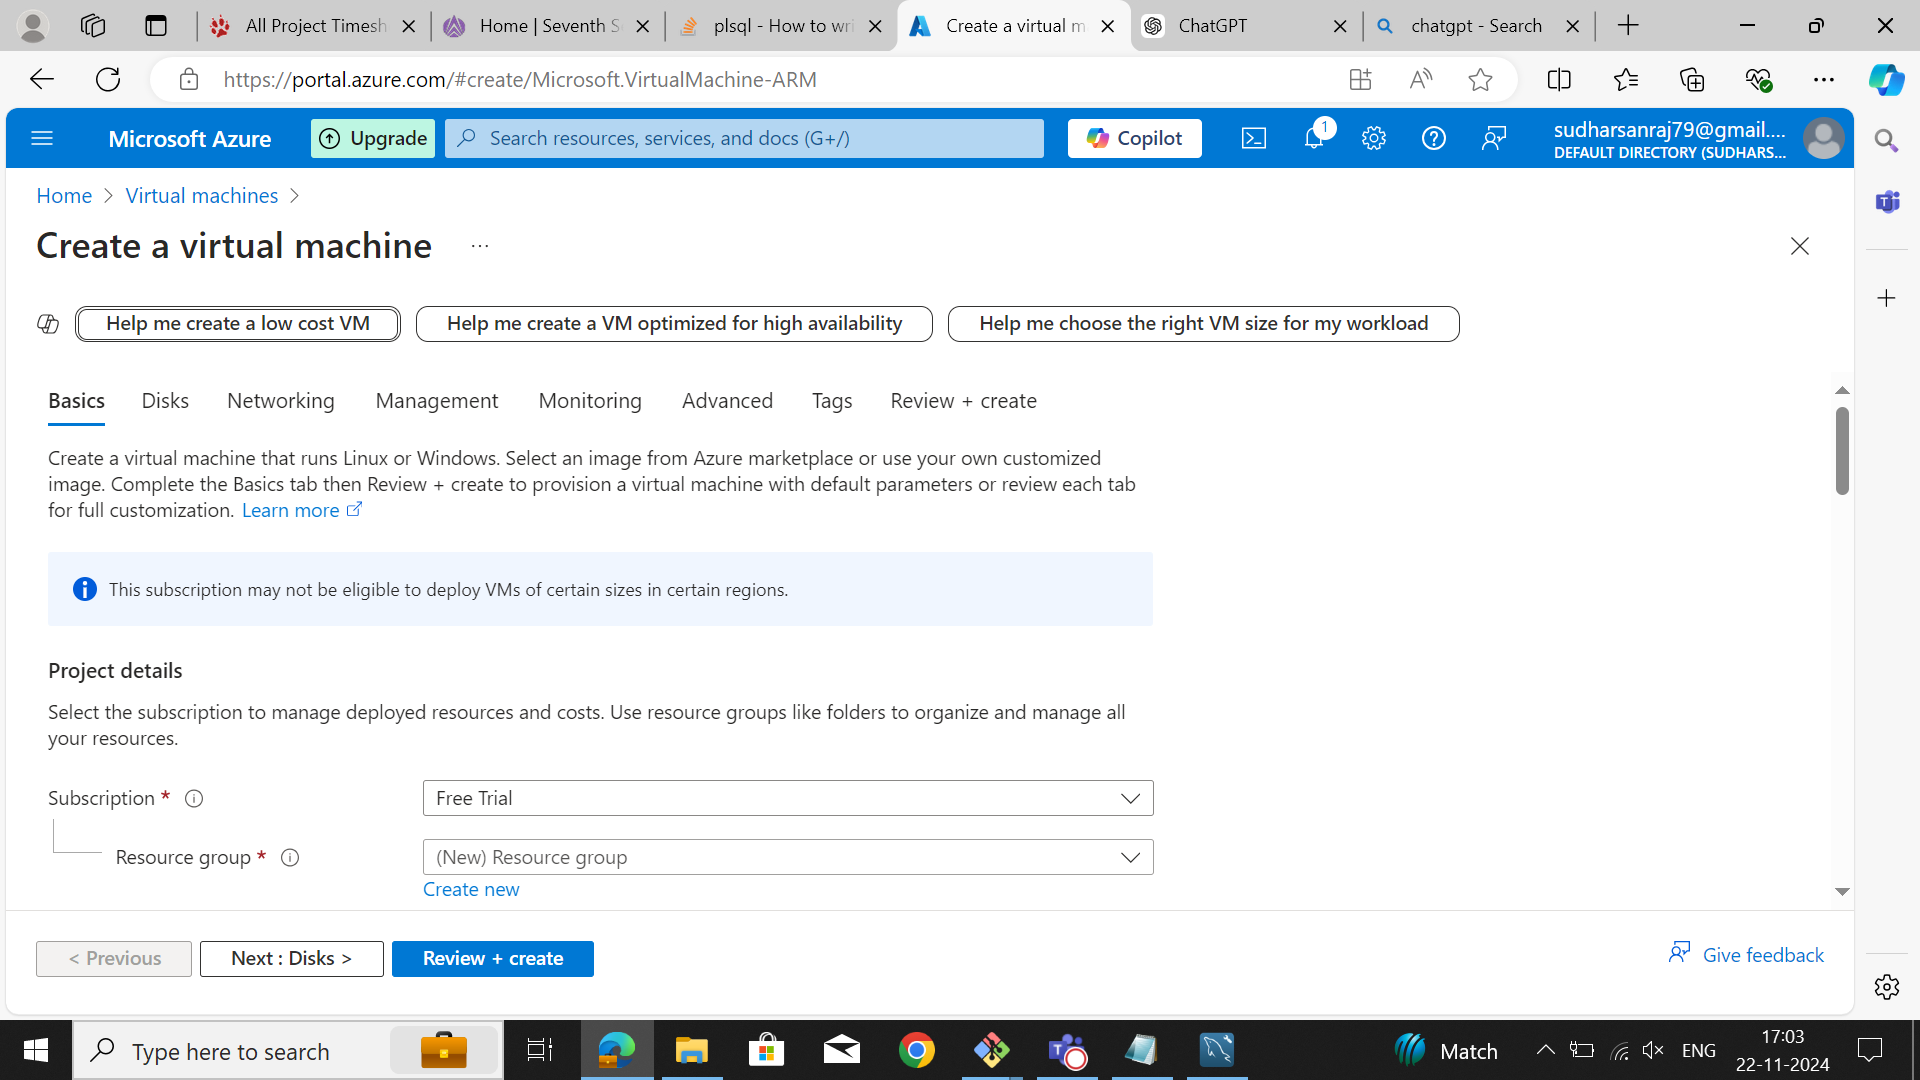 All Project Timesh
Home | Seventh S
plsql - How to wri
Create a virtual m
ChatGPT
chatgpt - Search
https://portal.azure.com/#create/Microsoft.VirtualMachine-ARM
Microsoft Azure
Upgrade
Search resources, services, and docs (G+/)
Copilot
1
sudharsanraj79@gmail....
DEFAULT DIRECTORY (SUDHARS...
Home > Virtual machines >
Create a virtual machine ...
Help me create a low cost VM
Help me create a VM optimized for high availability
Help me choose the right VM size for my workload
Basics Disks Networking Management Monitoring Advanced Tags Review + create
Create a virtual machine that runs Linux or Windows. Select an image from Azure marketplace or use your own customized
image. Complete the Basics tab then Review + create to provision a virtual machine with default parameters or review each tab
for full customization. Learn more
This subscription may not be eligible to deploy VMs of certain sizes in certain regions.
Project details
Select the subscription to manage deployed resources and costs. Use resource groups like folders to organize and manage all
your resources.
Subscription *
Free Trial
Resource group *
(New) Resource group
Create new
< Previous
Next : Disks >
Review + create
Give feedback
Type here to search
Match
ENG
17:03
22-11-2024